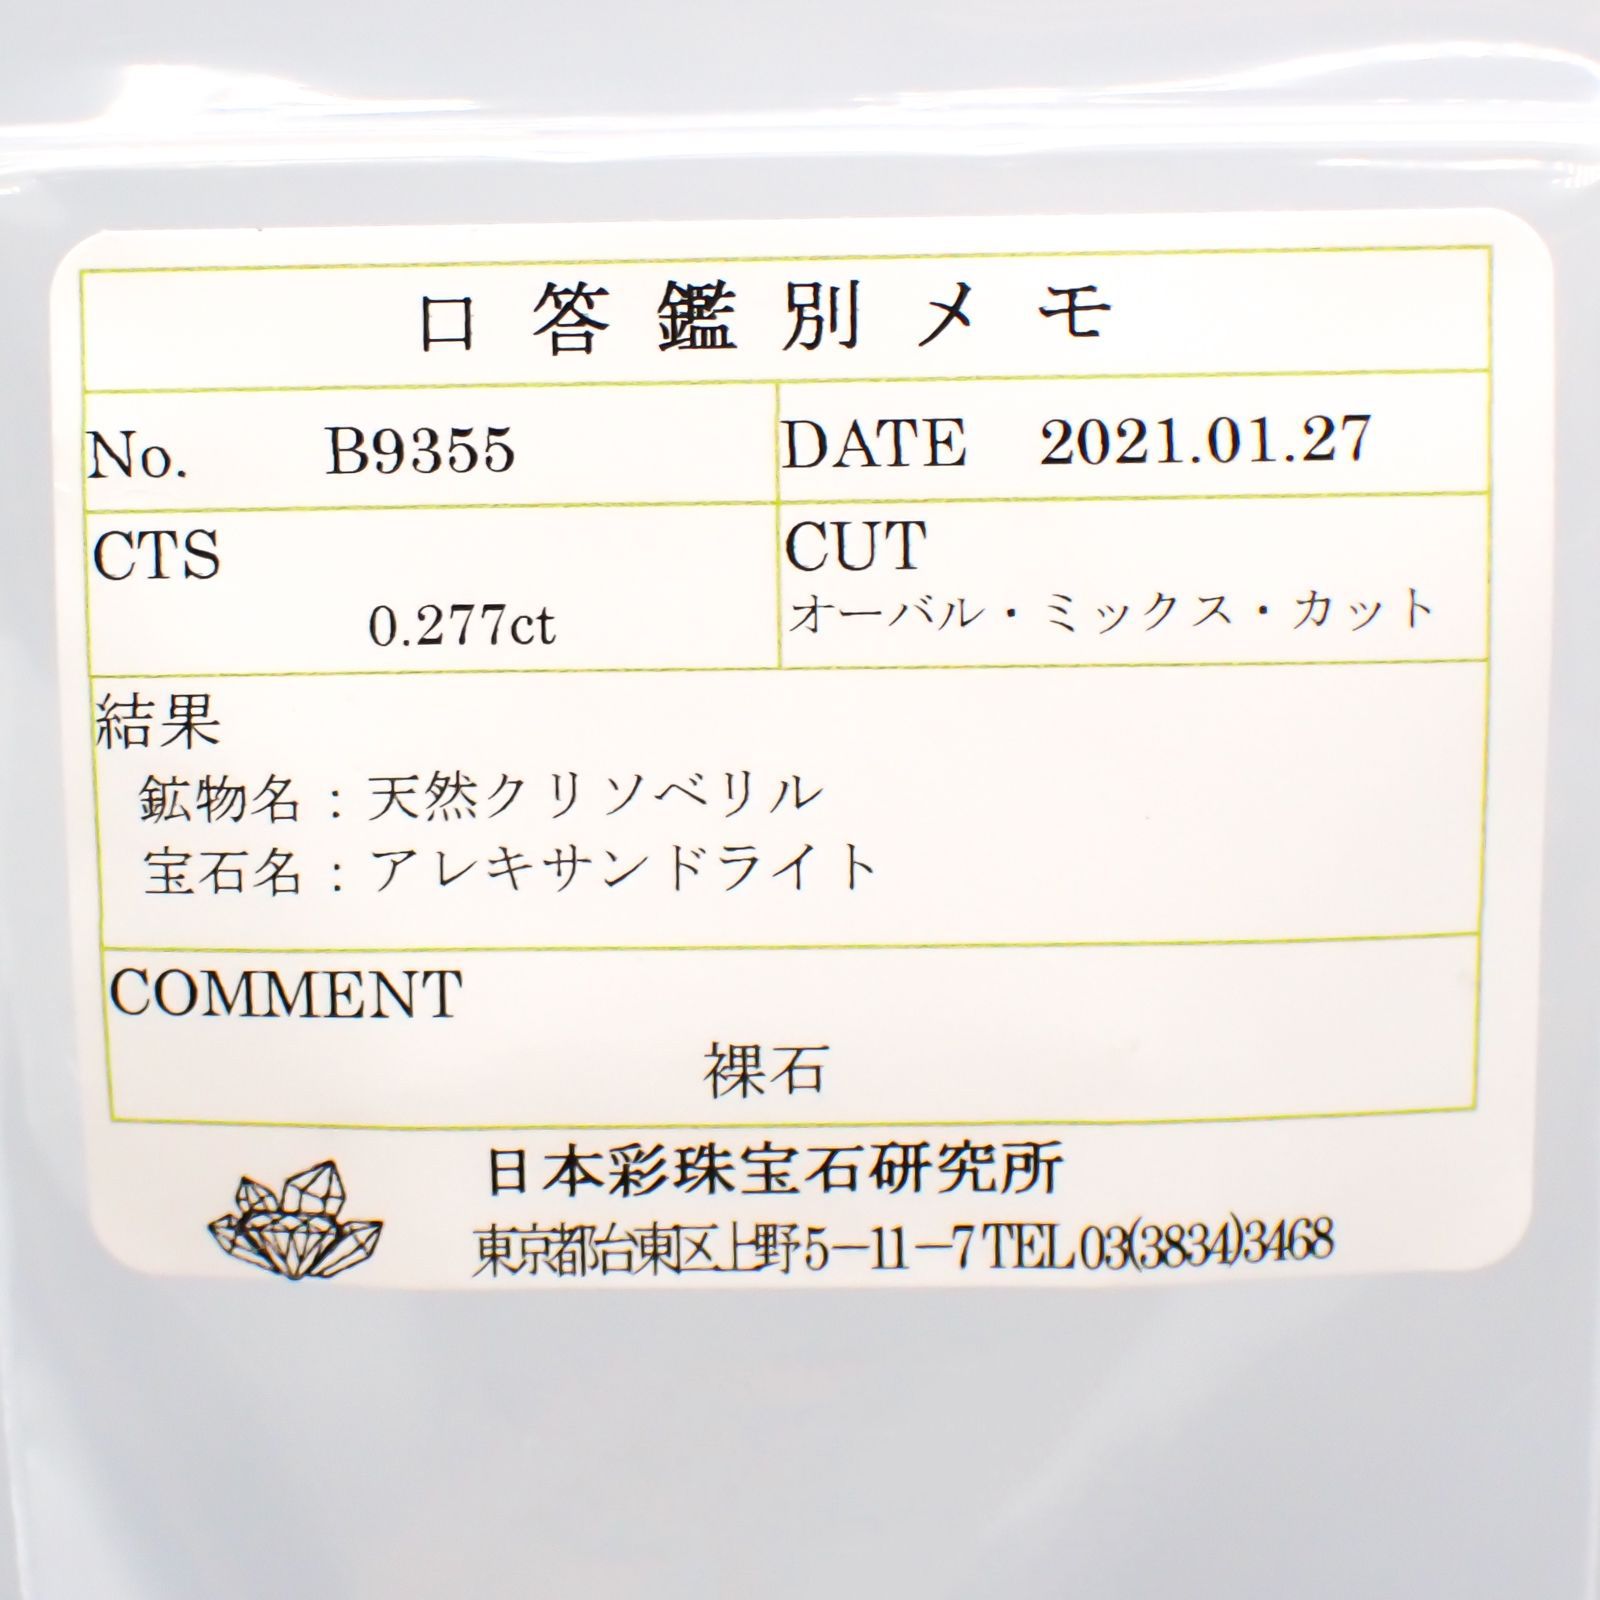 口答鑑別メモ
No. B9355 DATE 2021.01.27
CTS CUT
0.277ct オーバル・ミックス・カット
結果
鉱物名：天然クリソベリル
宝石名：アレキサンドライト
COMMENT
裸石
日本彩珠宝石研究所
東京都台東区上野5－11－7 TEL 03(3834)3468